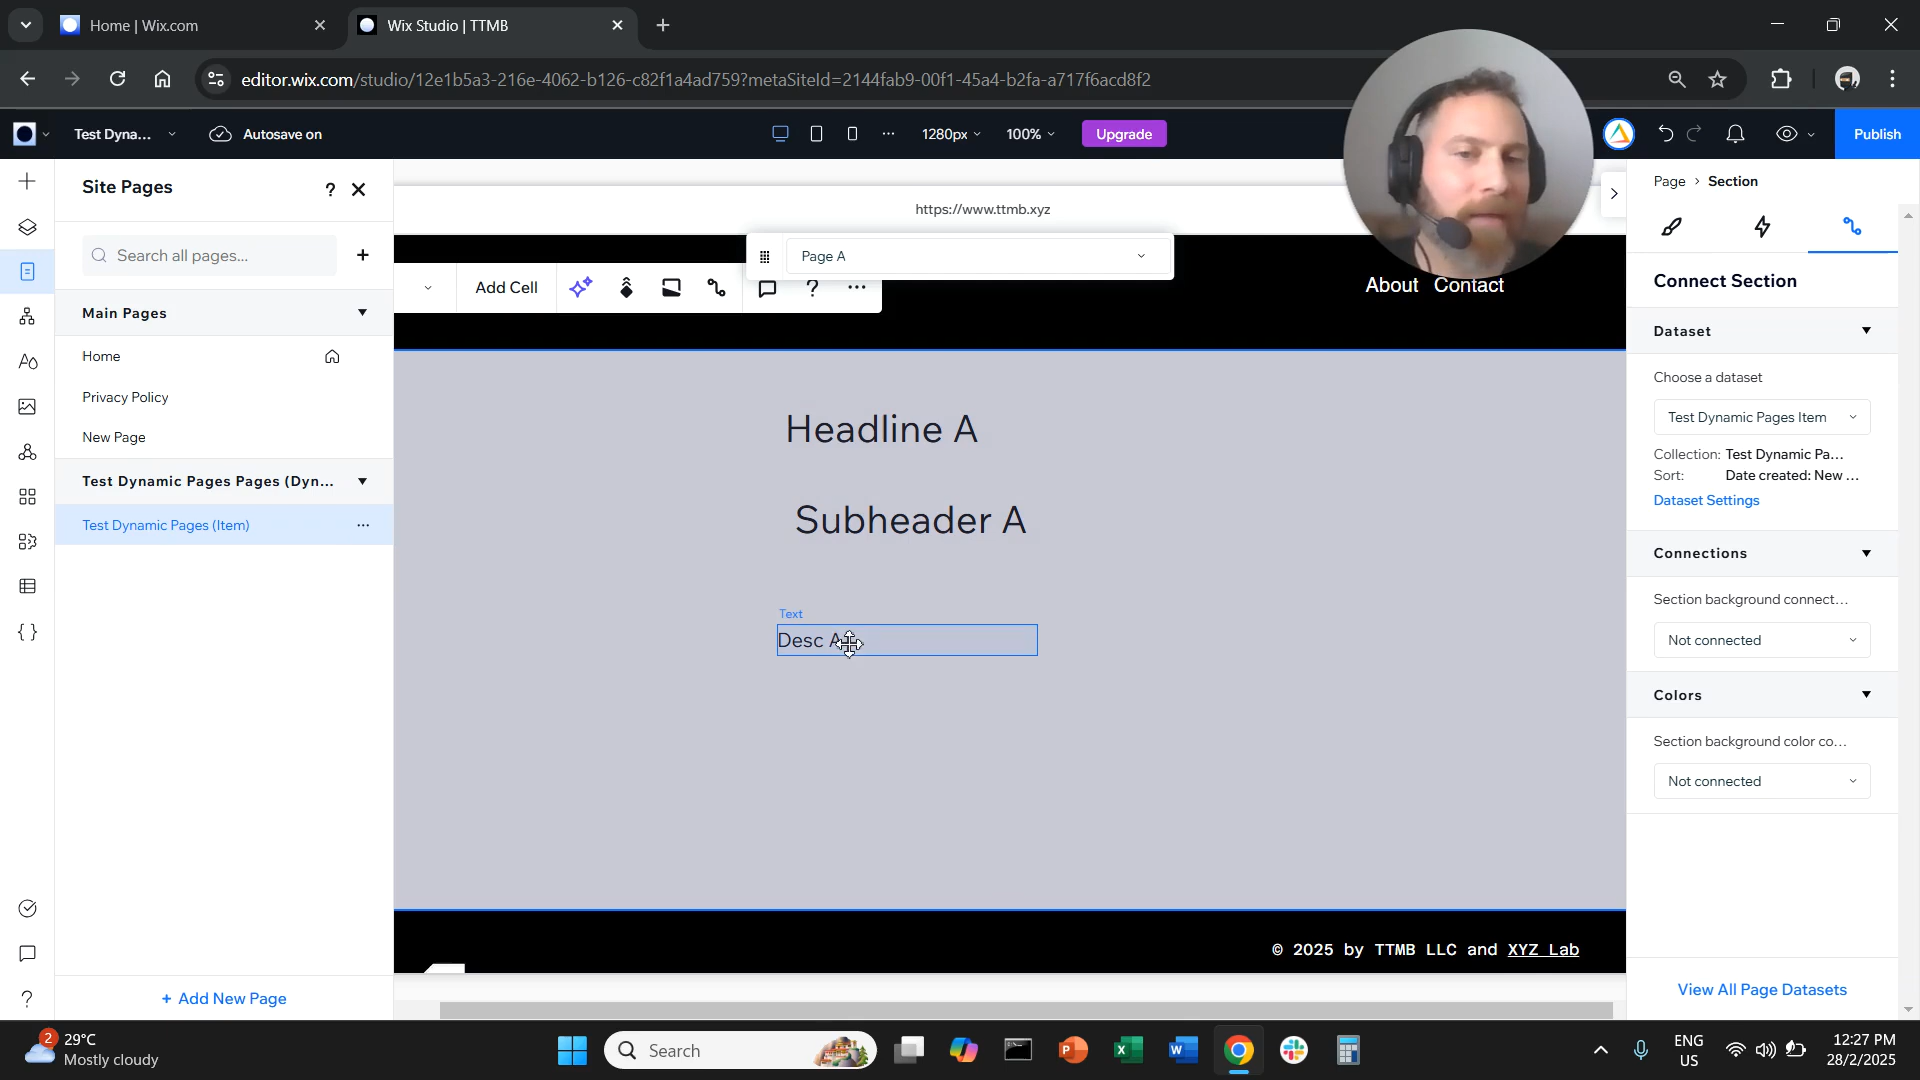 Home | Wix.com
Wix Studio | TTMB
editor.wix.com/studio/12e1b5a3-216e-4062-b126-c82f1a4ad759?metaSiteId=2144fab9-00f1-45a4-b2fa-a717f6acd8f2
Test Dyna...
Autosave on
1280px
100%
Upgrade
Publish
Site Pages
?
Search all pages...
Main Pages
Home
Privacy Policy
New Page
Test Dynamic Pages Pages (Dyn...
Test Dynamic Pages (Item)
+ Add New Page
https://www.ttmb.xyz
Page A
Add Cell
?
About Contact
Headline A
Subheader A
Text
Desc A
© 2025 by TTMB LLC and XYZ Lab
Page > Section
Connect Section
Dataset
Choose a dataset
Test Dynamic Pages Item
Collection: Test Dynamic Pa...
Sort: Date created: New ...
Dataset Settings
Connections
Section background connect...
Not connected
Colors
Section background color co...
Not connected
View All Page Datasets
2
29°C
Mostly cloudy
Search
ENG
US
12:27 PM
28/2/2025